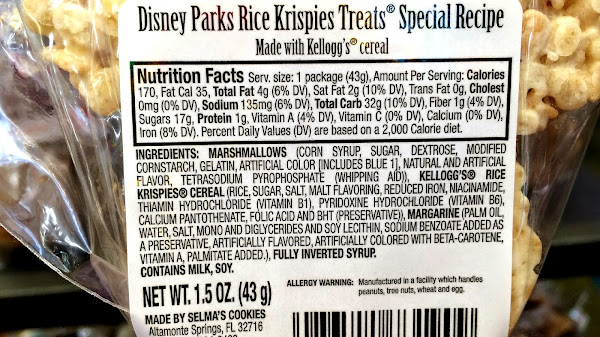 Disney Parks Rice Krispies Treats® Special Recipe
Made with Kellogg's® cereal
Nutrition Facts Serv. size: 1 package (43g), Amount Per Serving: Calories
170, Fat Cal 35, Total Fat 4g (6% DV), Sat Fat 2g (10% DV), Trans Fat 0g, Cholest
0mg (0% DV), Sodium 135mg (6% DV), Total Carb 32g (10% DV), Fiber 1g (4% DV),
Sugars 17g, Protein 1g, Vitamin A (4% DV), Vitamin C (0% DV), Calcium (0% DV),
Iron (8% DV). Percent Daily Values (DV) are based on a 2,000 Calorie diet.
INGREDIENTS: MARSHMALLOWS (CORN SYRUP, SUGAR, DEXTROSE, MODIFIED
CORNSTARCH, GELATIN, ARTIFICIAL COLOR [INCLUDES BLUE 1], NATURAL AND ARTIFICIAL
FLAVOR, TETRASODIUM PYROPHOSPHATE (WHIPPING AID)), KELLOGG'S® RICE
KRISPIES® CEREAL (RICE, SUGAR, SALT, MALT FLAVORING, REDUCED IRON, NIACINAMIDE,
THIAMIN HYDROCHLORIDE (VITAMIN B1), PYRIDOXINE HYDROCHLORIDE (VITAMIN B6),
CALCIUM PANTOTHENATE, FOLIC ACID AND BHT (PRESERVATIVE)), MARGARINE (PALM OIL,
WATER, SALT, MONO AND DIGLYCERIDES AND SOY LECITHIN, SODIUM BENZOATE ADDED AS
A PRESERVATIVE, ARTIFICIALLY FLAVORED, ARTIFICIALLY COLORED WITH BETA-CAROTENE,
VITAMIN A, PALMITATE ADDED.), FULLY INVERTED SYRUP.
CONTAINS MILK, SOY.
NET WT. 1.5 OZ. (43 g)
ALLERGY WARNING: Manufactured in a facility which handles
peanuts, tree nuts, wheat and egg.
MADE BY SELMA'S COOKIES
Altamonte Springs, FL 32716